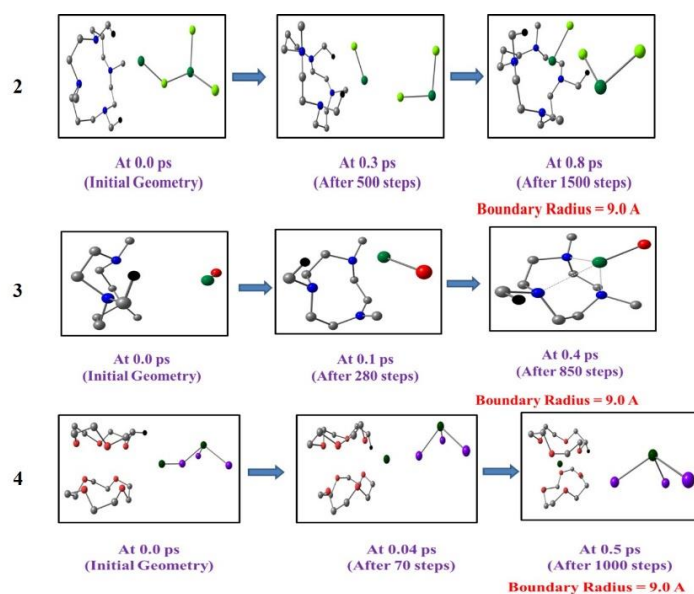 2
At 0.0 ps
(Initial Geometry)
At 0.3 ps
(After 500 steps)
At 0.8 ps
(After 1500 steps)
Boundary Radius = 9.0 A
3
At 0.0 ps
(Initial Geometry)
At 0.1 ps
(After 280 steps)
At 0.4 ps
(After 850 steps)
Boundary Radius = 9.0 A
4
At 0.0 ps
(Initial Geometry)
At 0.04 ps
(After 70 steps)
At 0.5 ps
(After 1000 steps)
Boundary Radius = 9.0 A